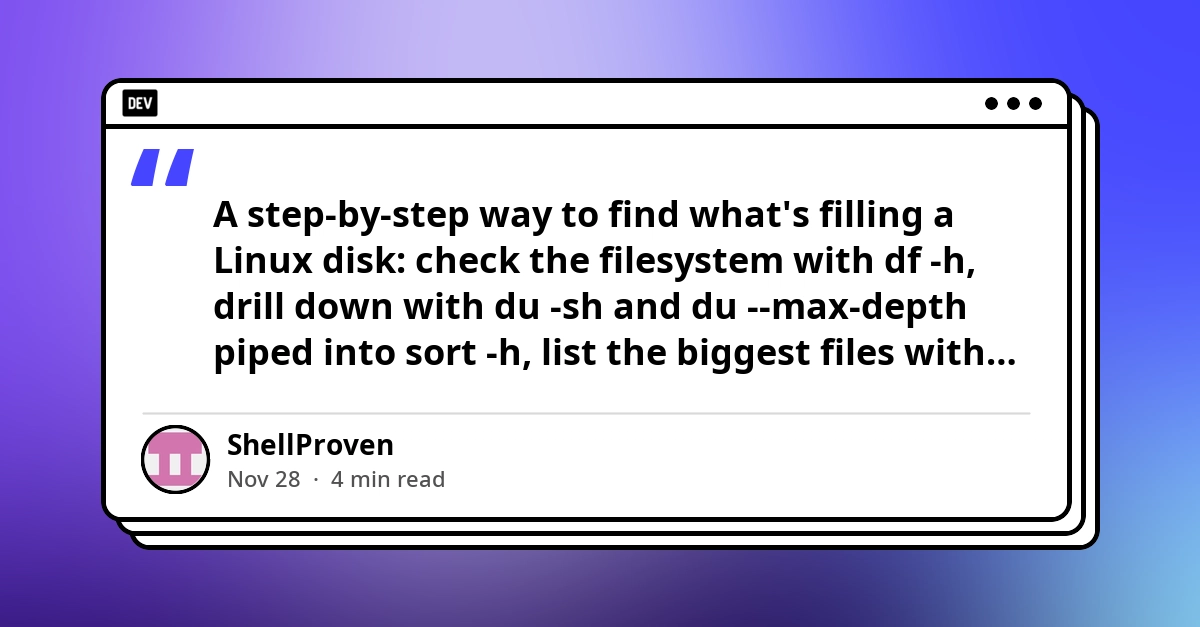 DEV
“
A step-by-step way to find what's filling a
Linux disk: check the filesystem with df -h,
drill down with du -sh and du --max-depth
piped into sort -h, list the biggest files with...
ShellProven
Nov 28 · 4 min read